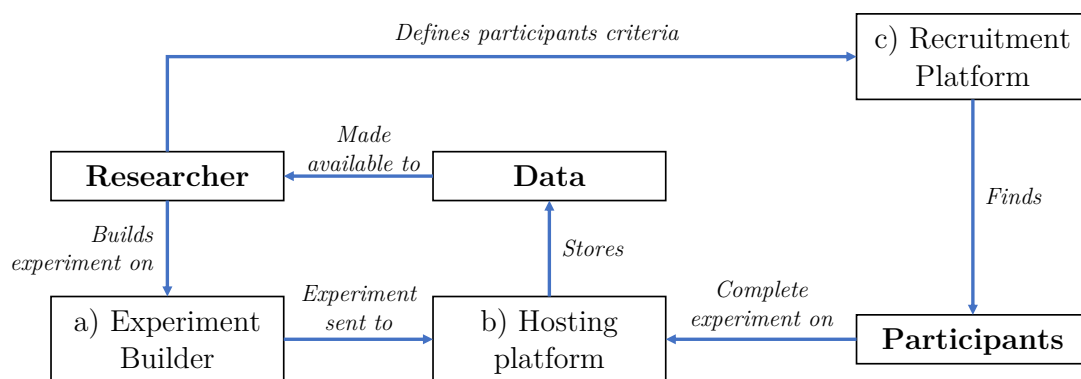 Defines participants criteria
c) Recruitment
Platform
Made
available to
Researcher
Data
Finds
Builds
experiment on
Stores
Experiment
sent to
Complete
experiment on
a) Experiment
Builder
b) Hosting
platform
Participants